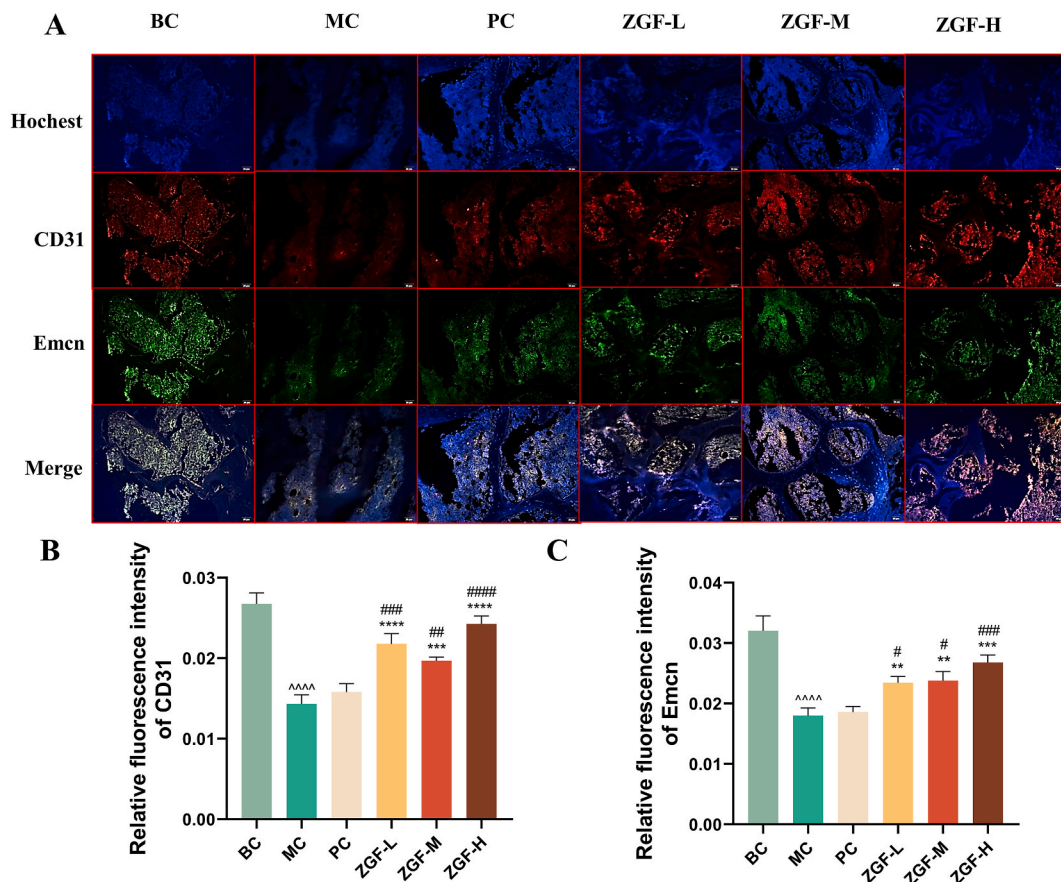 A
BC MC PC ZGF-L ZGF-M ZGF-H
Hochest
CD31
Emcn
Merge
B
Relative fluorescence intensity
of CD31
0.03
0.02
0.01
0.00
^^^^
###
****
##
***
####
****
BC MC PC ZGF-L ZGF-M ZGF-H
C
Relative fluorescence intensity
of Emcn
0.04
0.03
0.02
0.01
0.00
^^^^
#
**
#
**
###
***
BC MC PC ZGF-L ZGF-M ZGF-H